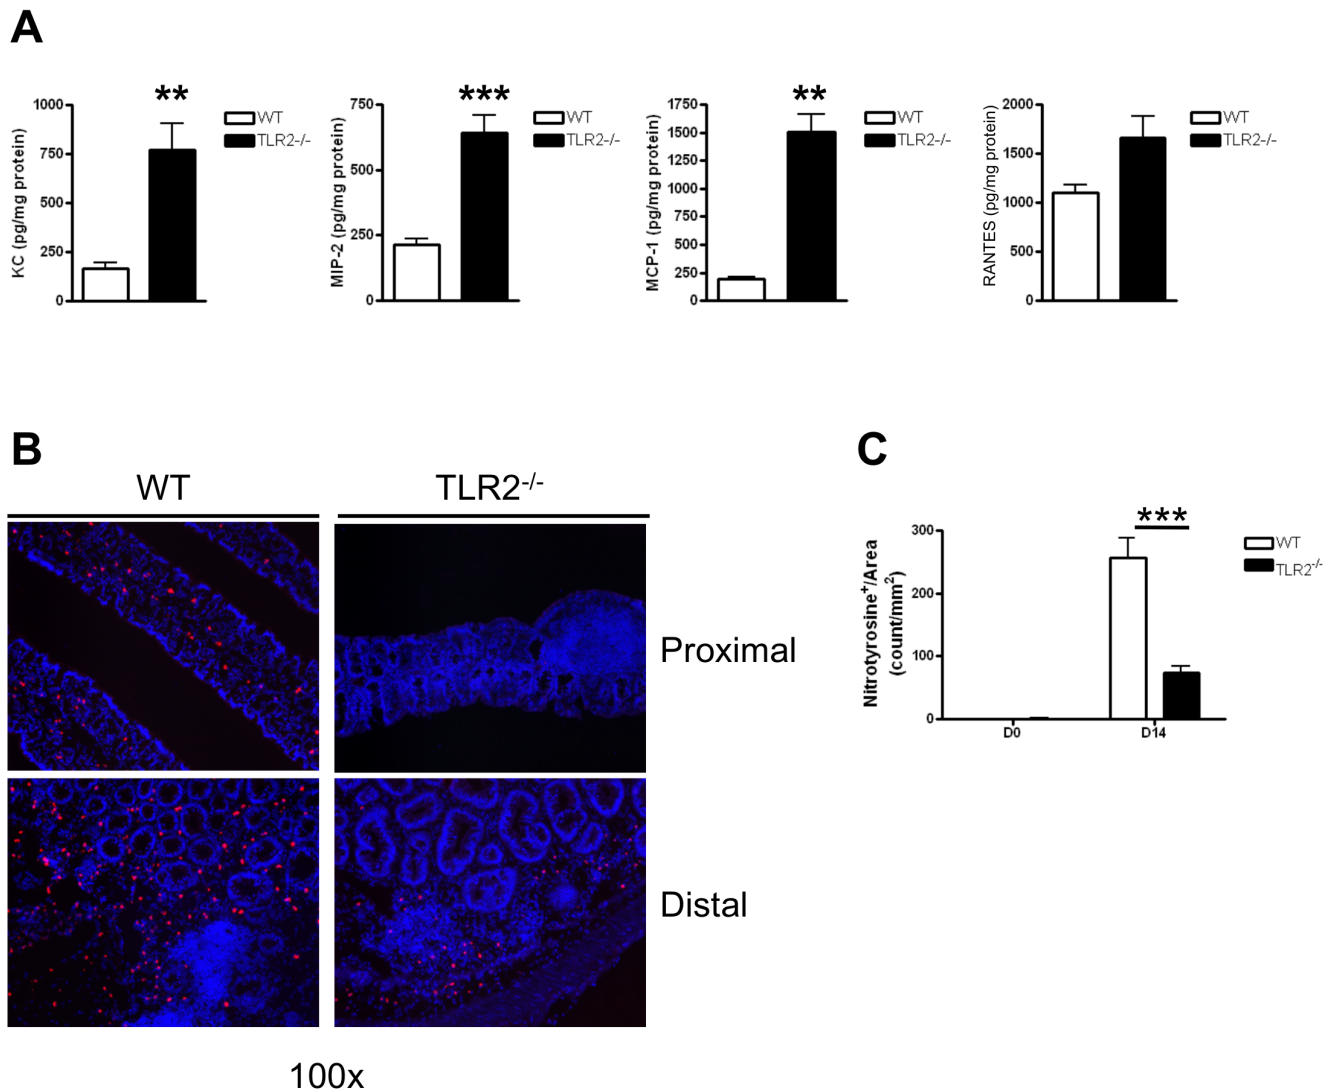 A
KC (pg/mg protein)
1000
750
500
250
0
**
WT
TLR2-/-
MIP-2 (pg/mg protein)
750
500
250
0
***
WT
TLR2-/-
MCP-1 (pg/mg protein)
1750
1500
1250
1000
750
500
250
0
**
WT
TLR2-/-
RANTES (pg/mg protein)
2000
1500
1000
500
0
WT
TLR2-/-
B
WT
TLR2-/-
Proximal
Distal
100x
C
Nitrotyrosine+/Area
(count/mm2)
300
200
100
0
***
D0
D14
WT
TLR2-/-